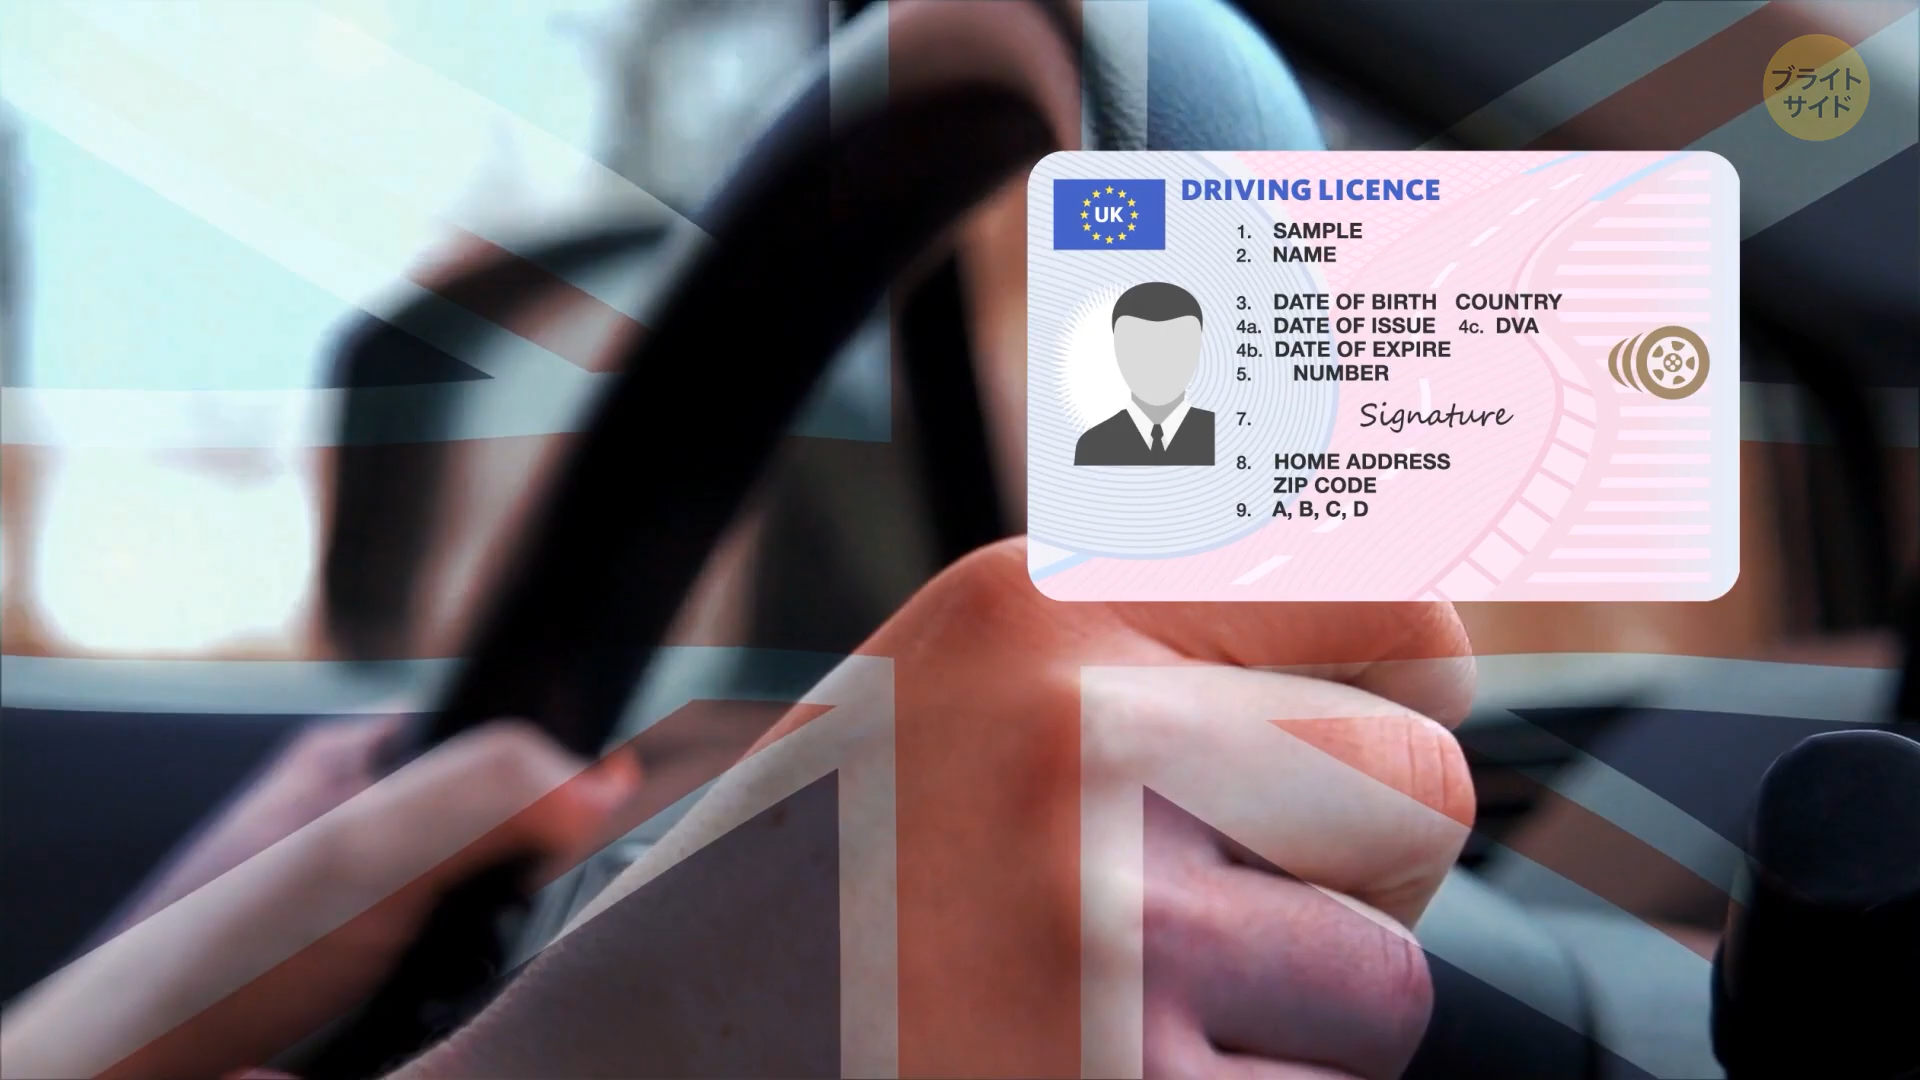 ブライト
サイド
UK
DRIVING LICENCE
1. SAMPLE
2. NAME
3. DATE OF BIRTH COUNTRY
4a. DATE OF ISSUE 4c. DVA
4b. DATE OF EXPIRE
5. NUMBER
7. Signature
8. HOME ADDRESS
ZIP CODE
9. A, B, C, D